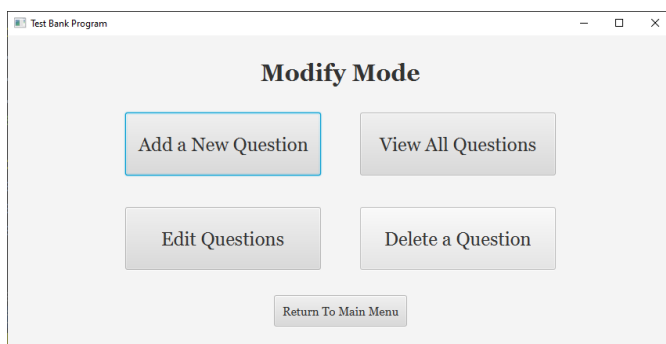 Test Bank Program
Modify Mode
Add a New Question
View All Questions
Edit Questions
Delete a Question
Return To Main Menu